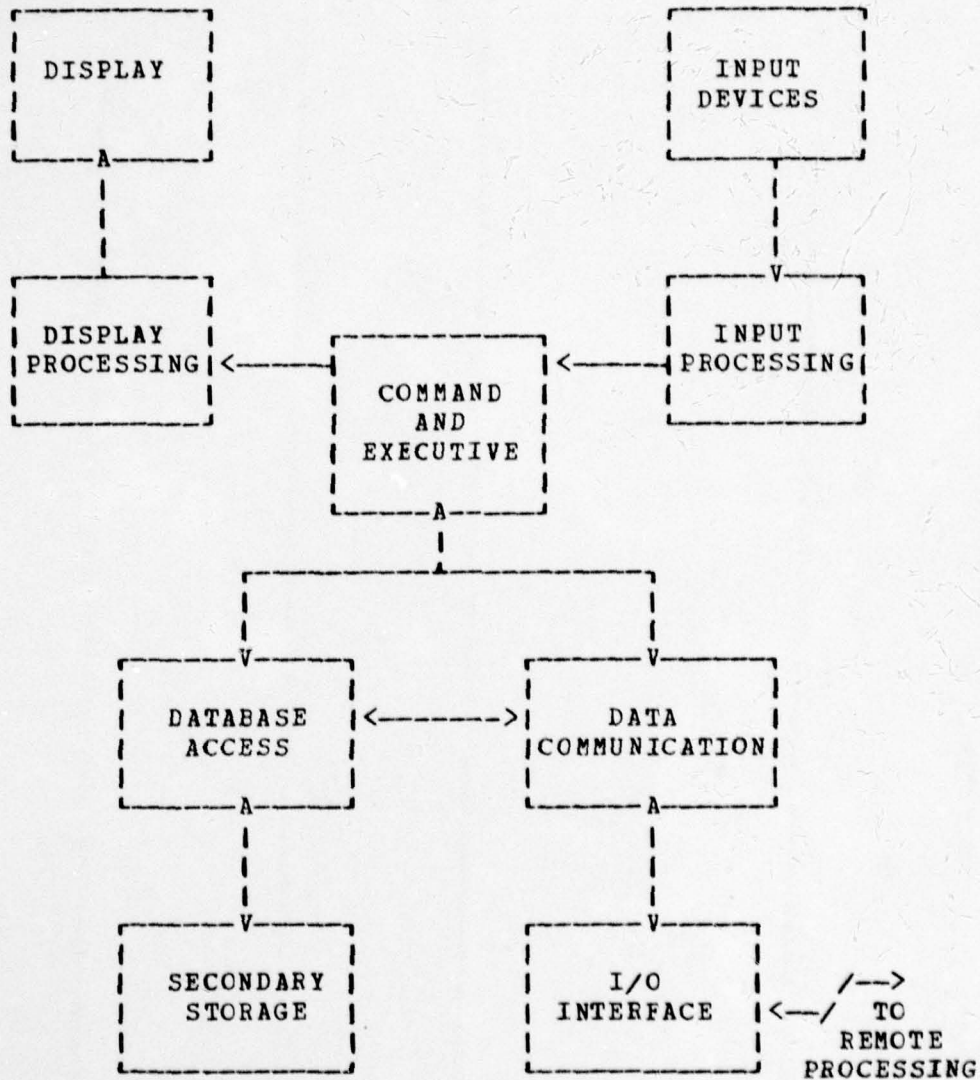 DISPLAY
INPUT
DEVICES
DISPLAY
PROCESSING
INPUT
PROCESSING
COMMAND
AND
EXECUTIVE
DATABASE
ACCESS
DATA
COMMUNICATION
SECONDARY
STORAGE
I/O
INTERFACE
TO
REMOTE
PROCESSING